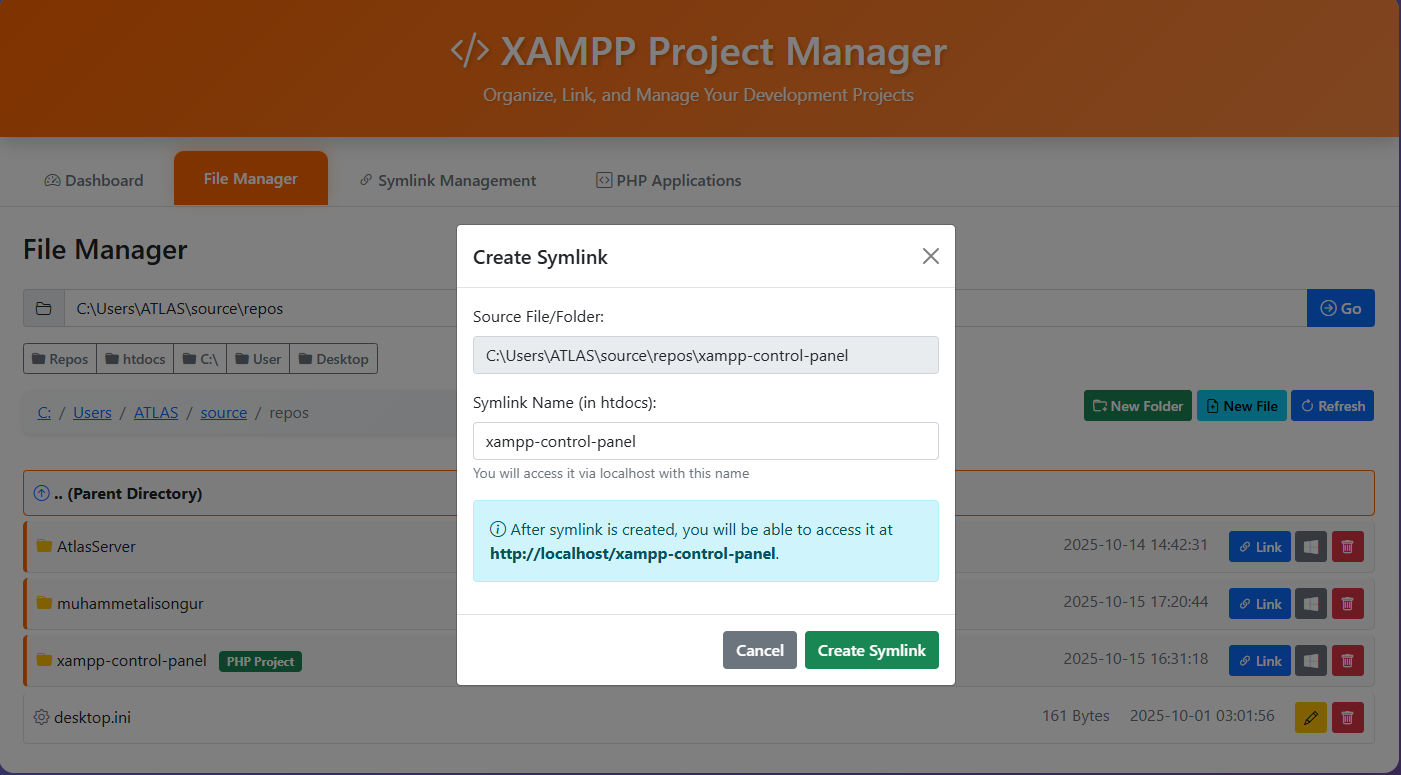 XAMPP Project Manager
Organize, Link, and Manage Your Development Projects
Dashboard File Manager Symlink Management PHP Applications
File Manager
C:\Users\ATLAS\source\repos Go
Repos htdocs C:\ User Desktop
C: / Users / ATLAS / source / repos New Folder New File Refresh
.. (Parent Directory)
AtlasServer 2025-10-14 14:42:31 Link
muhammetalisongur 2025-10-15 17:20:44 Link
xampp-control-panel PHP Project 2025-10-15 16:31:18 Link
desktop.ini 161 Bytes 2025-10-01 03:01:56
Create Symlink
Source File/Folder:
C:\Users\ATLAS\source\repos\xampp-control-panel
Symlink Name (in htdocs):
xampp-control-panel
You will access it via localhost with this name
After symlink is created, you will be able to access it at
http://localhost/xampp-control-panel.
Cancel Create Symlink